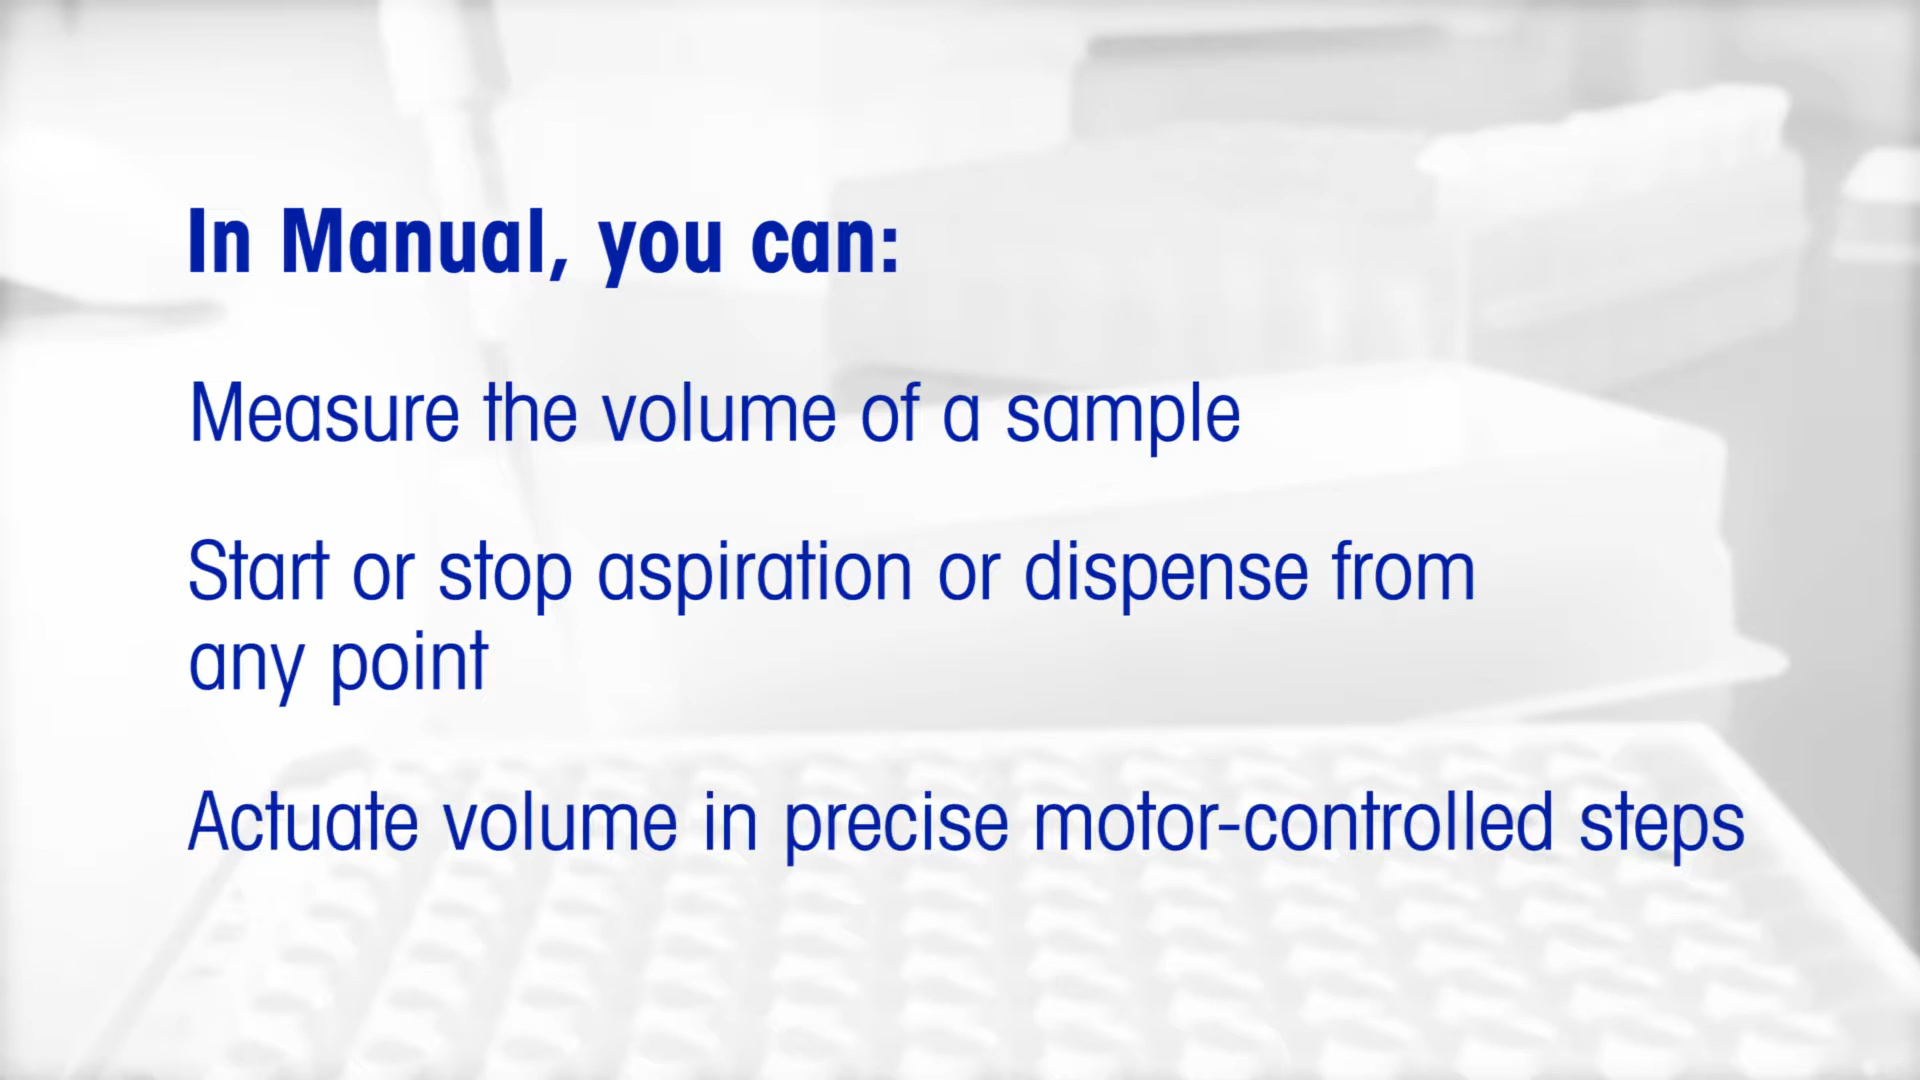 In Manual, you can:
Measure the volume of a sample
Start or stop aspiration or dispense from
any point
Actuate volume in precise motor-controlled steps